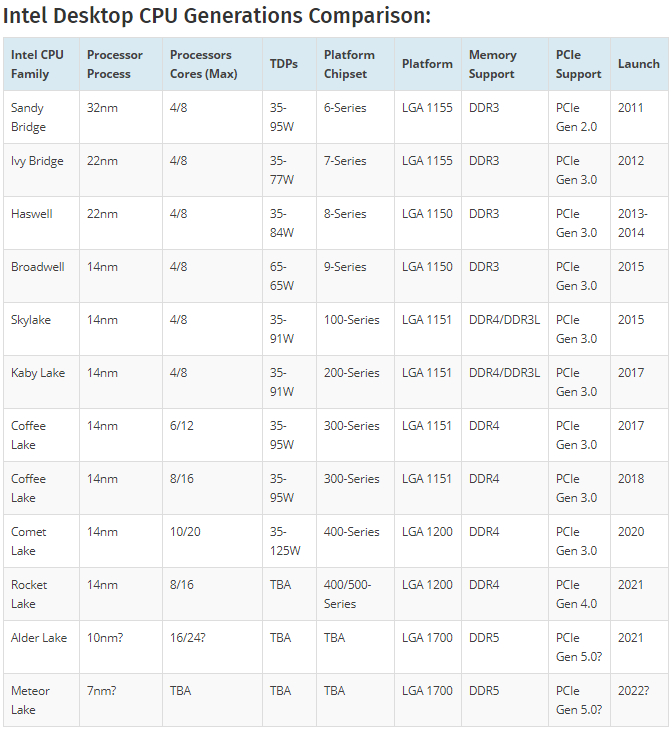 Intel Desktop CPU Generations Comparison:
Intel CPU Family | Processor Process | Processors Cores (Max) | TDPs | Platform Chipset | Platform | Memory Support | PCIe Support | Launch
Sandy Bridge | 32nm | 4/8 | 35-95W | 6-Series | LGA 1155 | DDR3 | PCIe Gen 2.0 | 2011
Ivy Bridge | 22nm | 4/8 | 35-77W | 7-Series | LGA 1155 | DDR3 | PCIe Gen 3.0 | 2012
Haswell | 22nm | 4/8 | 35-84W | 8-Series | LGA 1150 | DDR3 | PCIe Gen 3.0 | 2013-2014
Broadwell | 14nm | 4/8 | 65-65W | 9-Series | LGA 1150 | DDR3 | PCIe Gen 3.0 | 2015
Skylake | 14nm | 4/8 | 35-91W | 100-Series | LGA 1151 | DDR4/DDR3L | PCIe Gen 3.0 | 2015
Kaby Lake | 14nm | 4/8 | 35-91W | 200-Series | LGA 1151 | DDR4/DDR3L | PCIe Gen 3.0 | 2017
Coffee Lake | 14nm | 6/12 | 35-95W | 300-Series | LGA 1151 | DDR4 | PCIe Gen 3.0 | 2017
Coffee Lake | 14nm | 8/16 | 35-95W | 300-Series | LGA 1151 | DDR4 | PCIe Gen 3.0 | 2018
Comet Lake | 14nm | 10/20 | 35-125W | 400-Series | LGA 1200 | DDR4 | PCIe Gen 3.0 | 2020
Rocket Lake | 14nm | 8/16 | TBA | 400/500-Series | LGA 1200 | DDR4 | PCIe Gen 4.0 | 2021
Alder Lake | 10nm? | 16/24? | TBA | TBA | LGA 1700 | DDR5 | PCIe Gen 5.0? | 2021
Meteor Lake | 7nm? | TBA | TBA | TBA | LGA 1700 | DDR5 | PCIe Gen 5.0? | 2022?